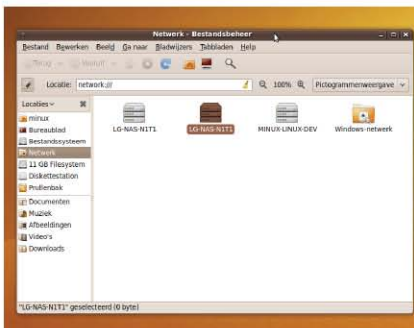 Netwerk - Bestandsbeheer
Bestand Bewerken Beeld Ga naar Bladwijzers Tabbladen Help
Terug Vooruit
Locatie: network:/// 100% Pictogrammenweergave
Locaties
minux
Bureaublad
Bestandssysteem
Netwerk
11 GB Filesystem
Diskettestation
Prullenbak
Documenten
Muziek
Afbeeldingen
Video's
Downloads
LG-NAS-N1T1 LG-NAS-N1T1 MINUX-LINUX-DEV Windows-netwerk
"LG-NAS-N1T1" geselecteerd (0 byte)